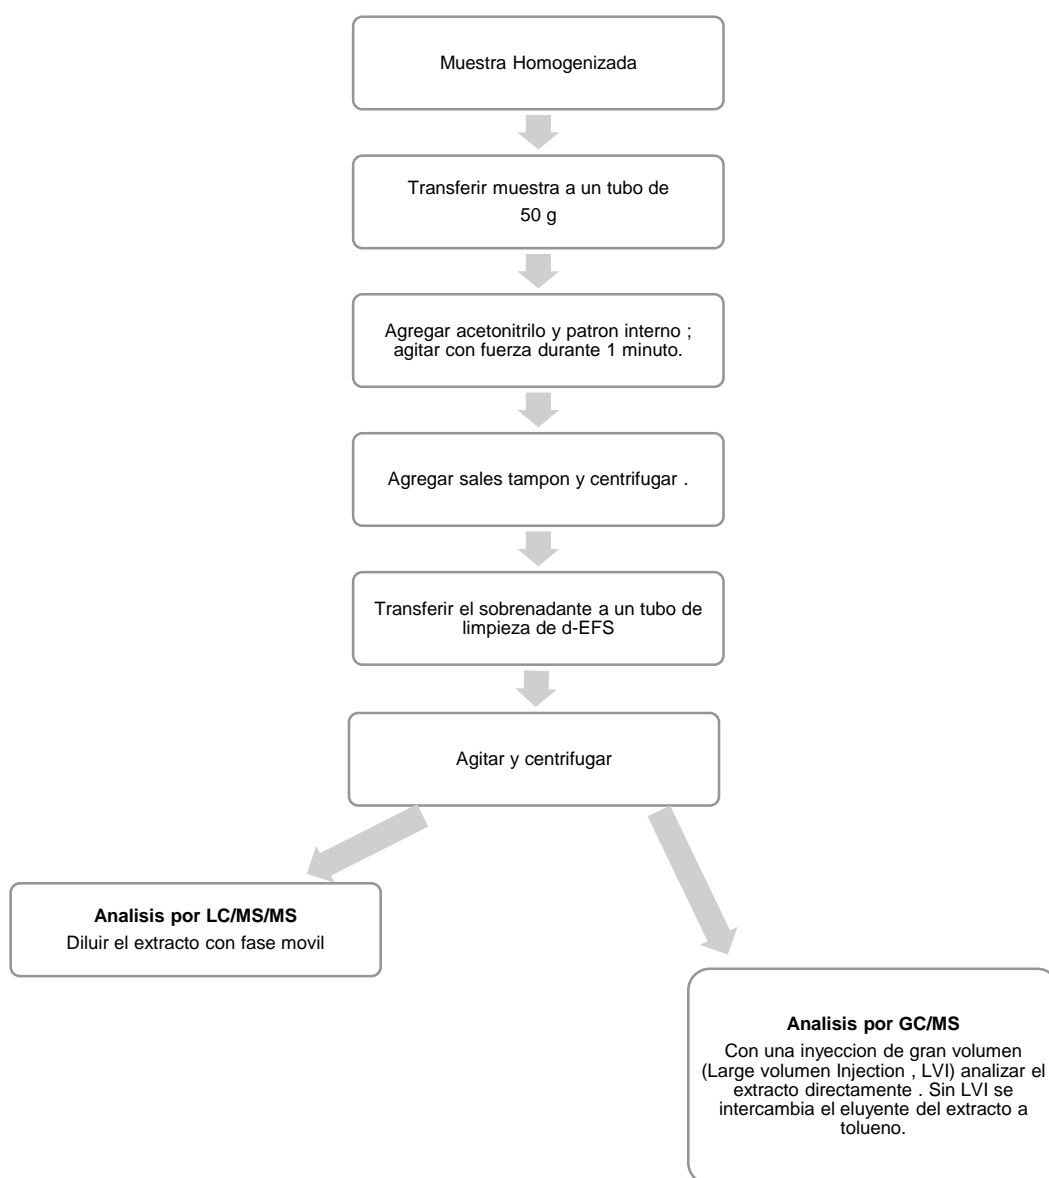 Muestra Homogenizada
Transferir muestra a un tubo de
50 g
Agregar acetonitrilo y patron interno ;
agitar con fuerza durante 1 minuto.
Agregar sales tampon y centrifugar .
Transferir el sobrenadante a un tubo de
limpieza de d-EFS
Agitar y centrifugar
Analisis por LC/MS/MS
Diluir el extracto con fase movil
Analisis por GC/MS
Con una inyeccion de gran volumen
(Large volumen Injection , LVI) analizar el
extracto directamente . Sin LVI se
intercambia el eluyente del extracto a
tolueno.